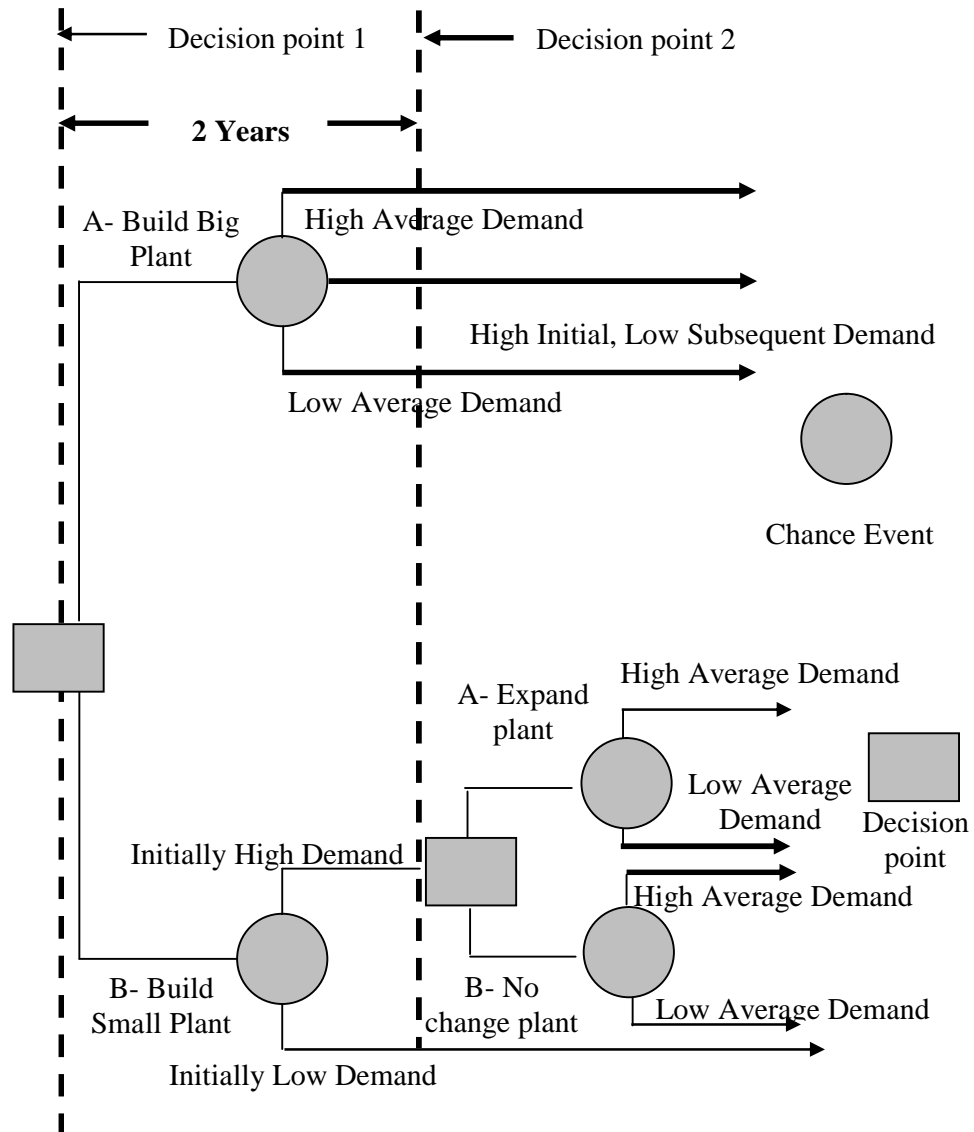 Decision point 1
Decision point 2
2 Years
A- Build Big
Plant
High Average Demand
High Initial, Low Subsequent Demand
Low Average Demand
Chance Event
High Average Demand
A- Expand
plant
Low Average
Demand
Decision
point
Initially High Demand
High Average Demand
B- Build
Small Plant
B- No
change plant
Low Average Demand
Initially Low Demand